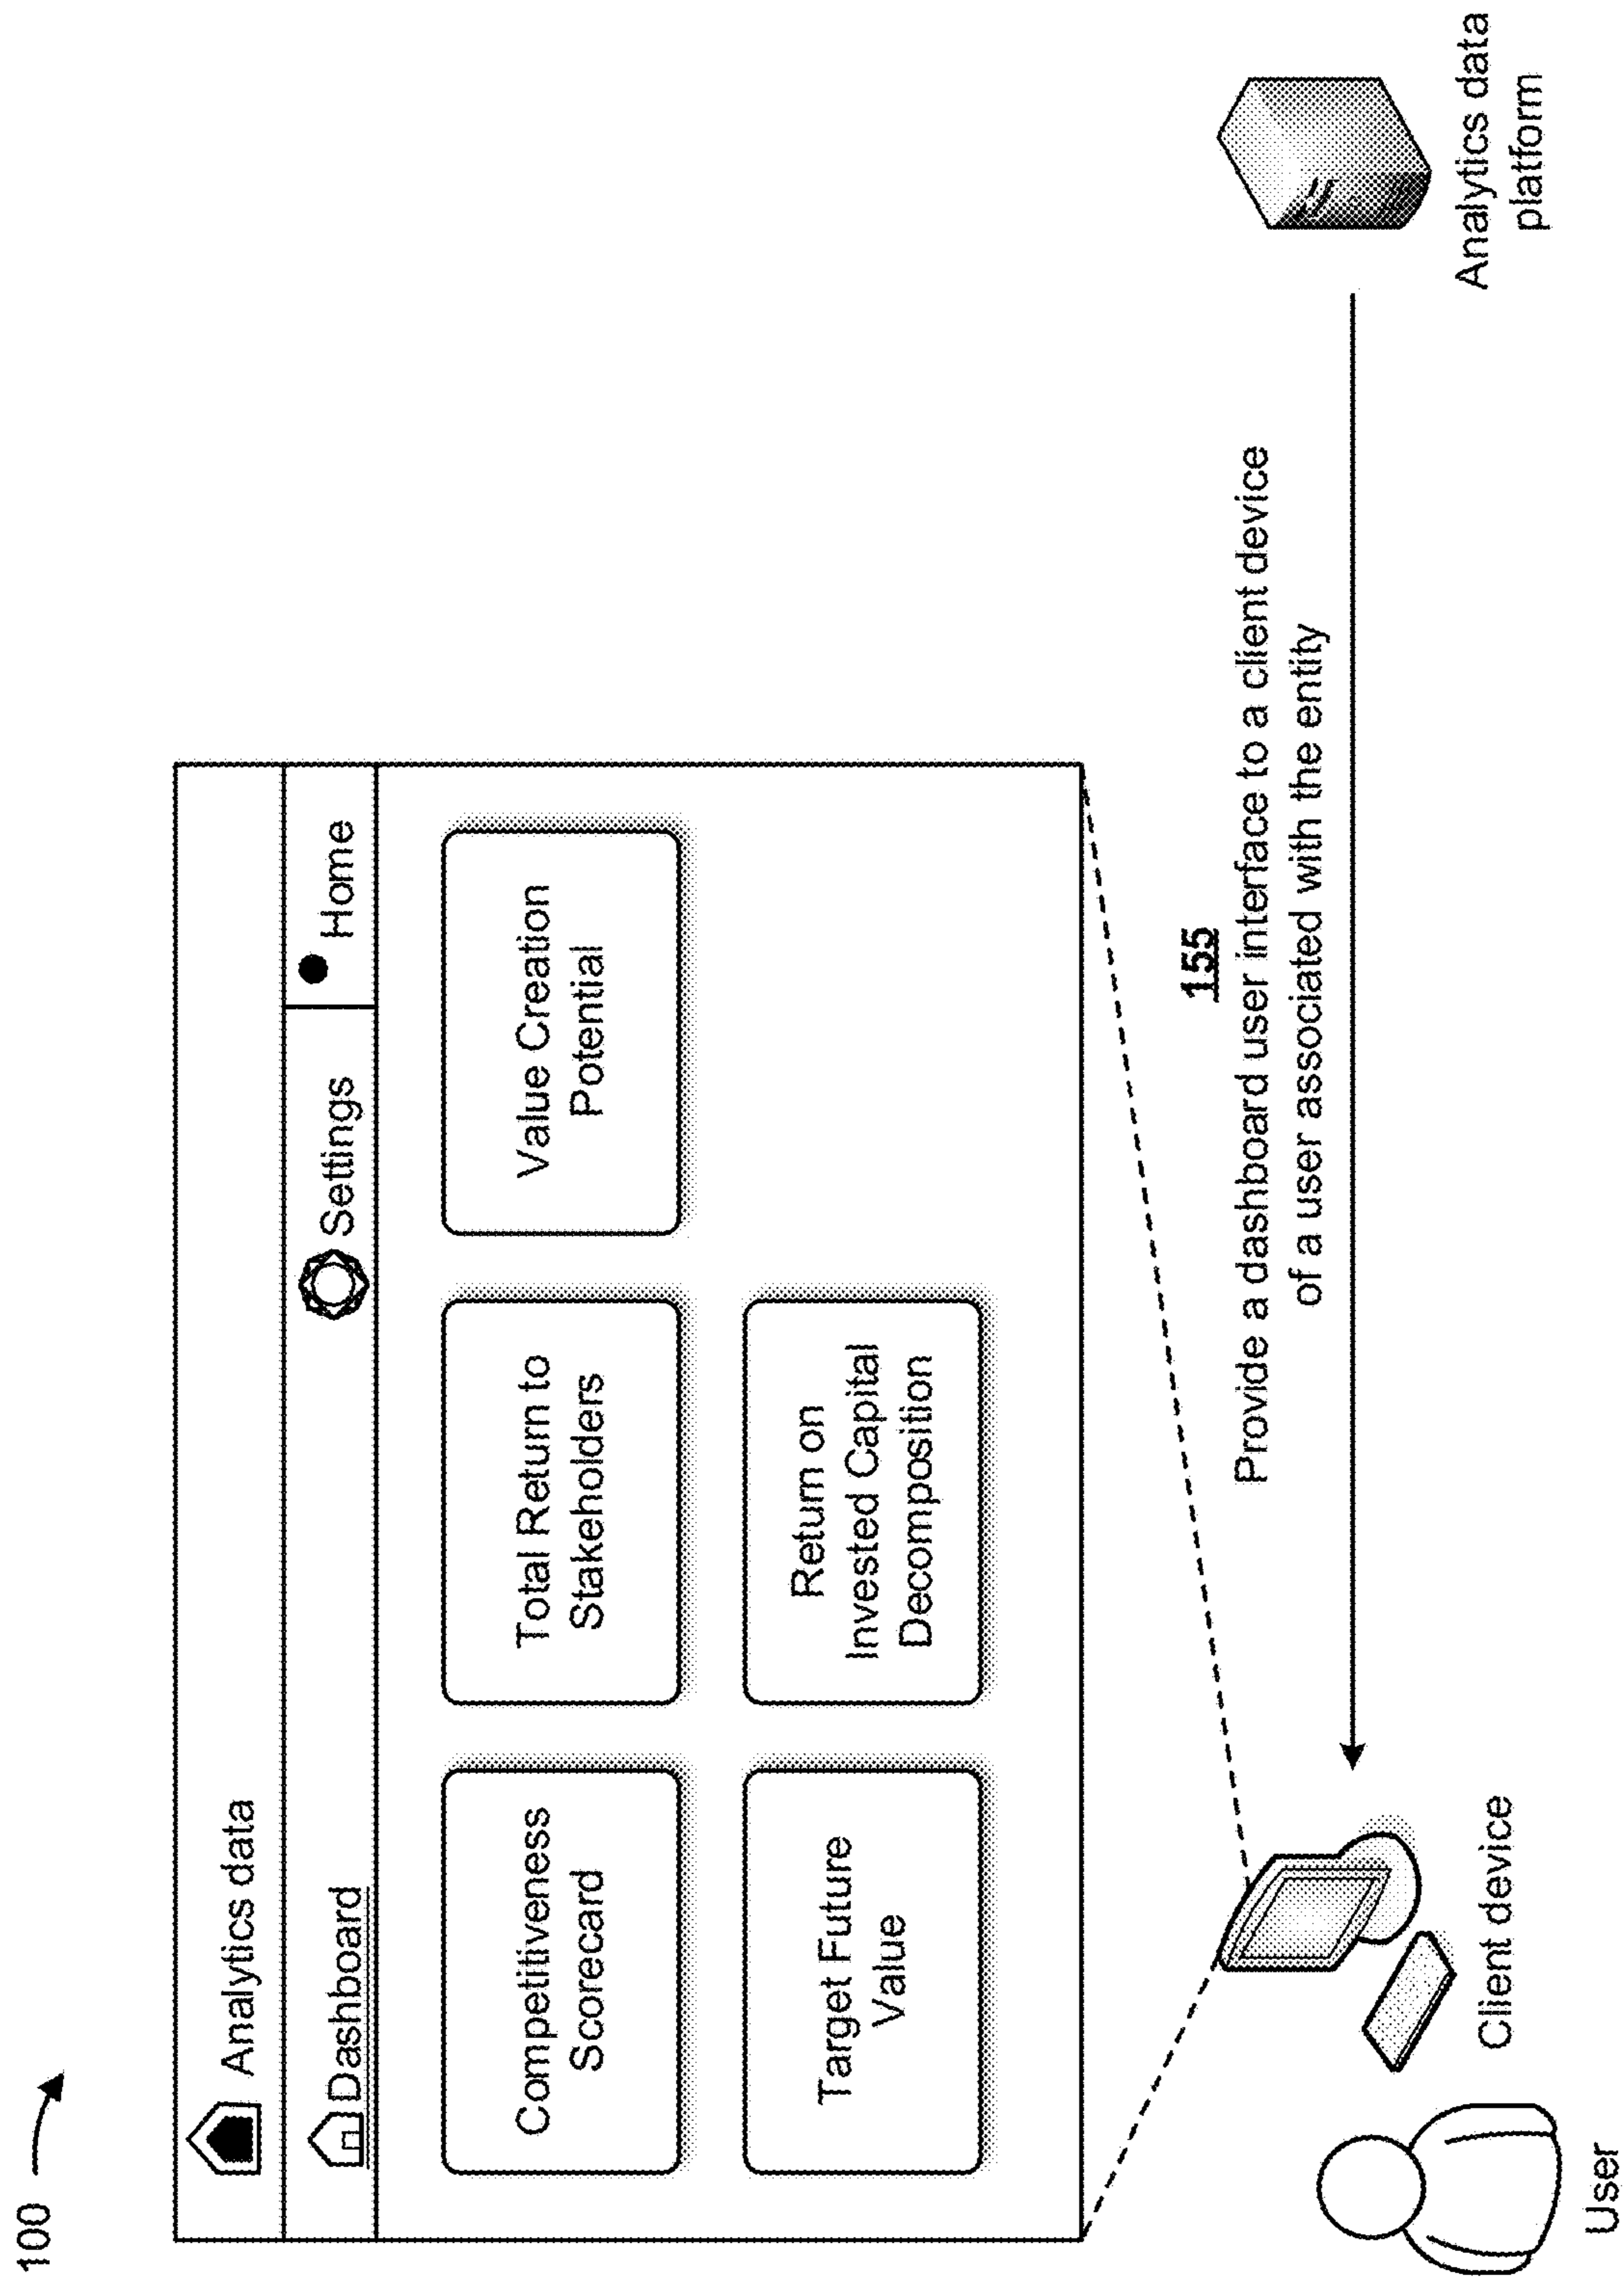 100
Analytics data
Dashboard
Settings
Home
Competitiveness
Scorecard
Total Return to
Stakeholders
Value Creation
Potential
Target Future
Value
Return on
Invested Capital
Decomposition
155
Provide a dashboard user interface to a client device
of a user associated with the entity
User
Client device
Analytics data
platform